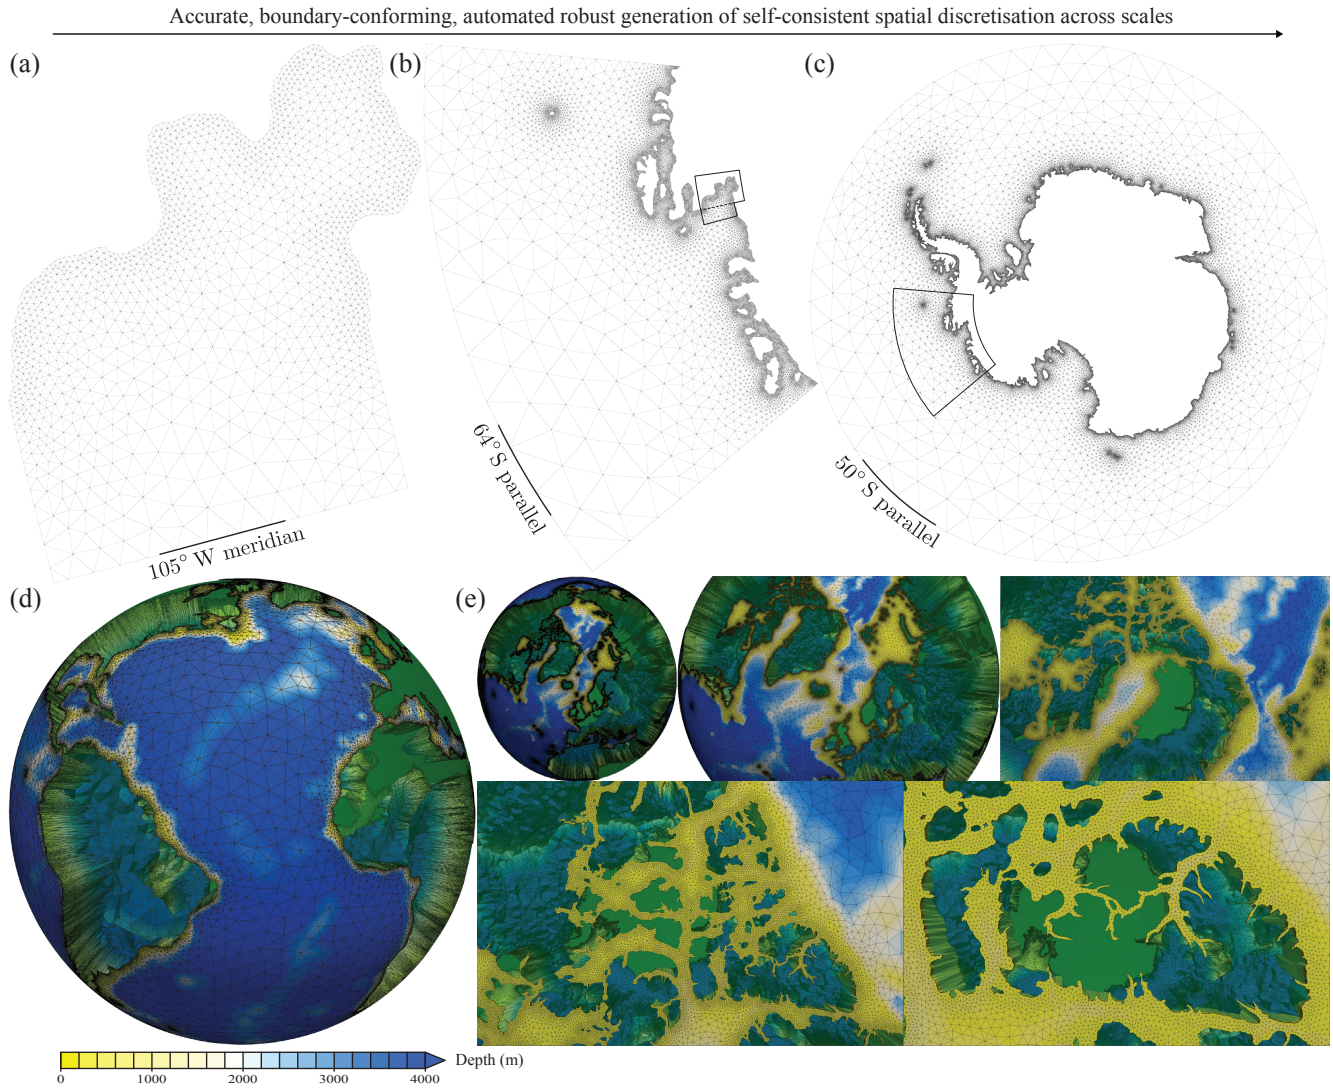 Accurate, boundary-conforming, automated robust generation of self-consistent spatial discretisation across scales
(a)
(b)
(c)
105° W meridian
64°S parallel
50° S parallel
(d)
(e)
0 1000 2000 3000 4000 Depth (m)